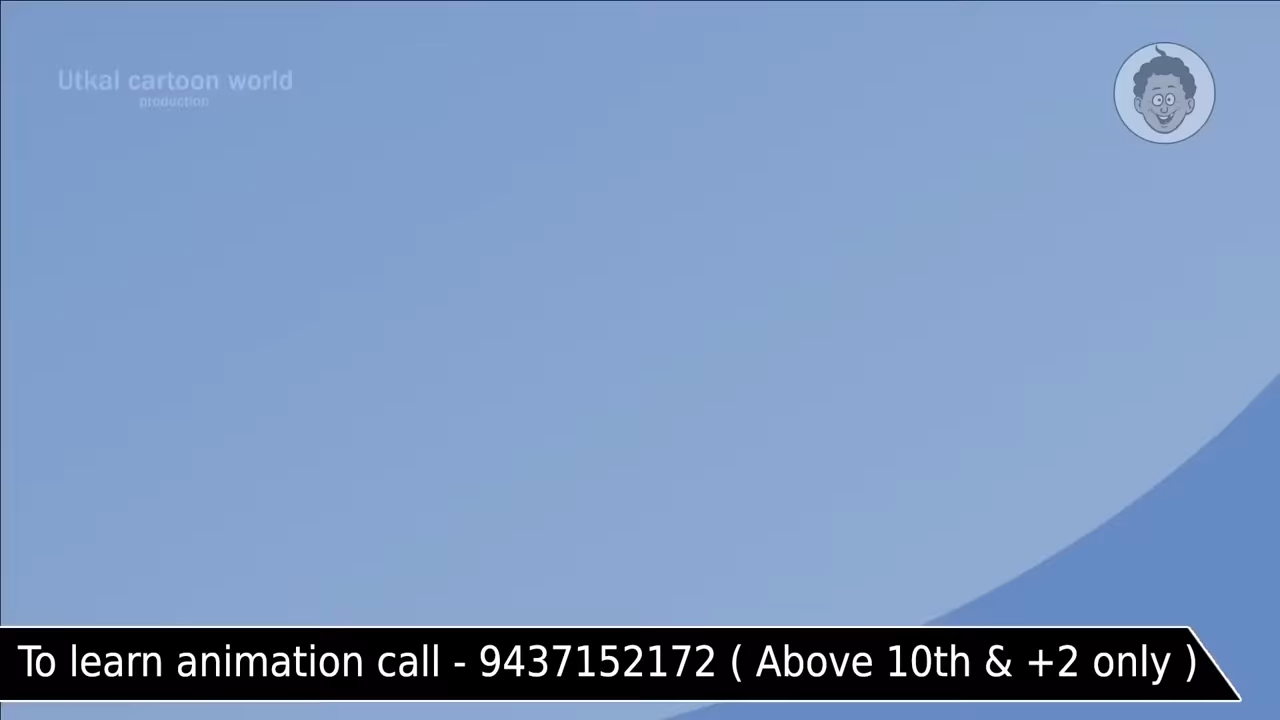 Utkal cartoon world
production
To learn animation call - 9437152172 ( Above 10th & +2 only )